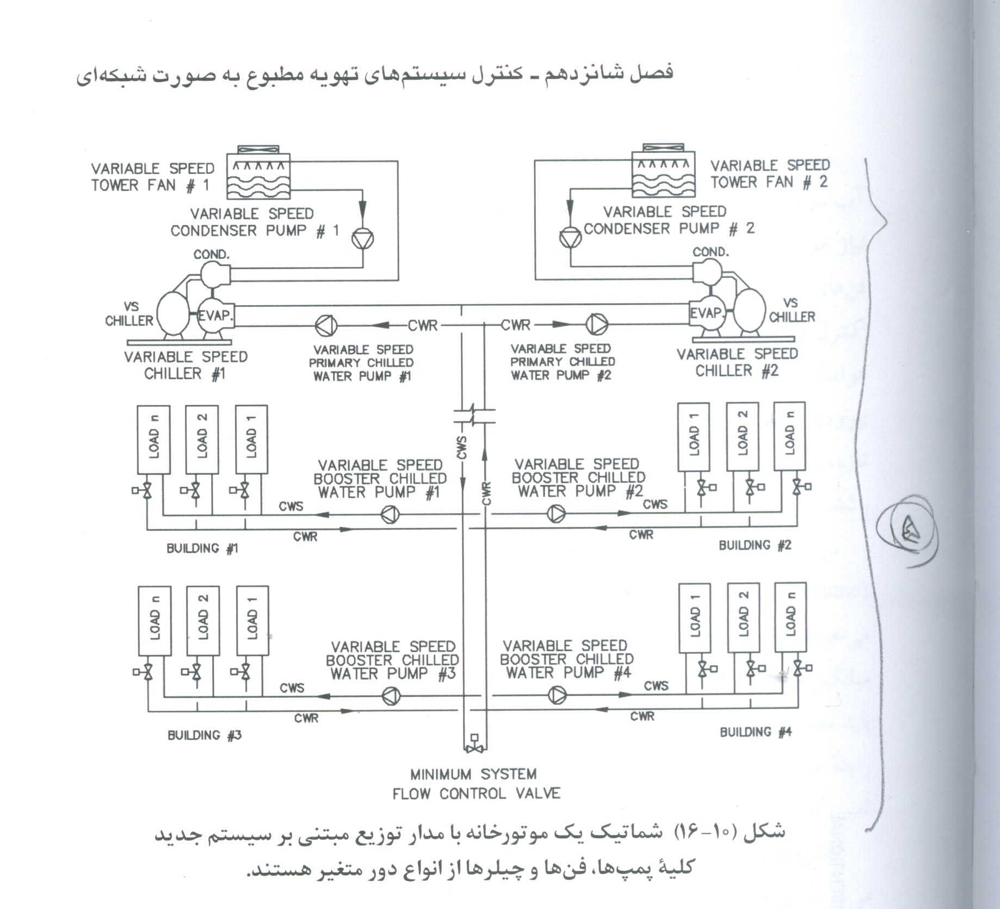 فصل شانزدهم - کنترل سیستم‌های تهویه مطبوع به صورت شبکه‌ای
VARIABLE SPEED
TOWER FAN # 1
VARIABLE SPEED
TOWER FAN # 2
VARIABLE SPEED
CONDENSER PUMP # 1
VARIABLE SPEED
CONDENSER PUMP # 2
COND.
COND.
VS
CHILLER
EVAP.
CWR
CWR
EVAP.
VS
CHILLER
VARIABLE SPEED
CHILLER #1
VARIABLE SPEED
PRIMARY CHILLED
WATER PUMP #1
VARIABLE SPEED
PRIMARY CHILLED
WATER PUMP #2
VARIABLE SPEED
CHILLER #2
LOAD n
LOAD 2
LOAD 1
CWS
CWR
LOAD 1
LOAD 2
LOAD n
VARIABLE SPEED
BOOSTER CHILLED
WATER PUMP #1
VARIABLE SPEED
BOOSTER CHILLED
WATER PUMP #2
CWS
CWS
CWR
CWR
BUILDING #1
BUILDING #2
LOAD n
LOAD 2
LOAD 1
LOAD 1
LOAD 2
LOAD n
VARIABLE SPEED
BOOSTER CHILLED
WATER PUMP #3
VARIABLE SPEED
BOOSTER CHILLED
WATER PUMP #4
CWS
CWS
CWR
CWR
BUILDING #3
BUILDING #4
MINIMUM SYSTEM
FLOW CONTROL VALVE
شکل (۱۰-۱۶) شماتیک یک موتورخانه با مدار توزیع مبتنی بر سیستم جدید
کلیهٔ پمپ‌ها، فن‌ها و چیلرها از انواع دور متغیر هستند.